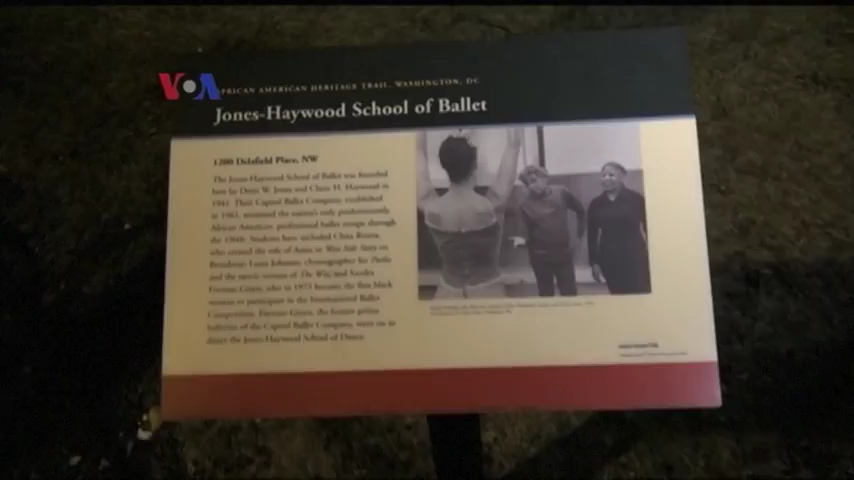 VOA
AFRICAN AMERICAN HERITAGE TRAIL, WASHINGTON, DC
Jones-Haywood School of Ballet
1200 Delafield Place, NW
The Jones-Haywood School of Ballet was founded
here by Doris W. Jones and Claire H. Haywood in
1941. Their Capitol Ballet Company, established
in 1961, remained the nation's only predominantly
African American, professional ballet troupe through
the 1980s. Students have included Chita Rivera,
who created the role of Anita in West Side Story on
Broadway; Louis Johnson, choreographer for Purlie
and the movie version of The Wiz; and Sandra
Fortune-Green, who in 1973 became the first black
woman to participate in the International Ballet
Competition. Fortune-Green, the former prima
ballerina of the Capitol Ballet Company, went on to
direct the Jones-Haywood School of Dance.